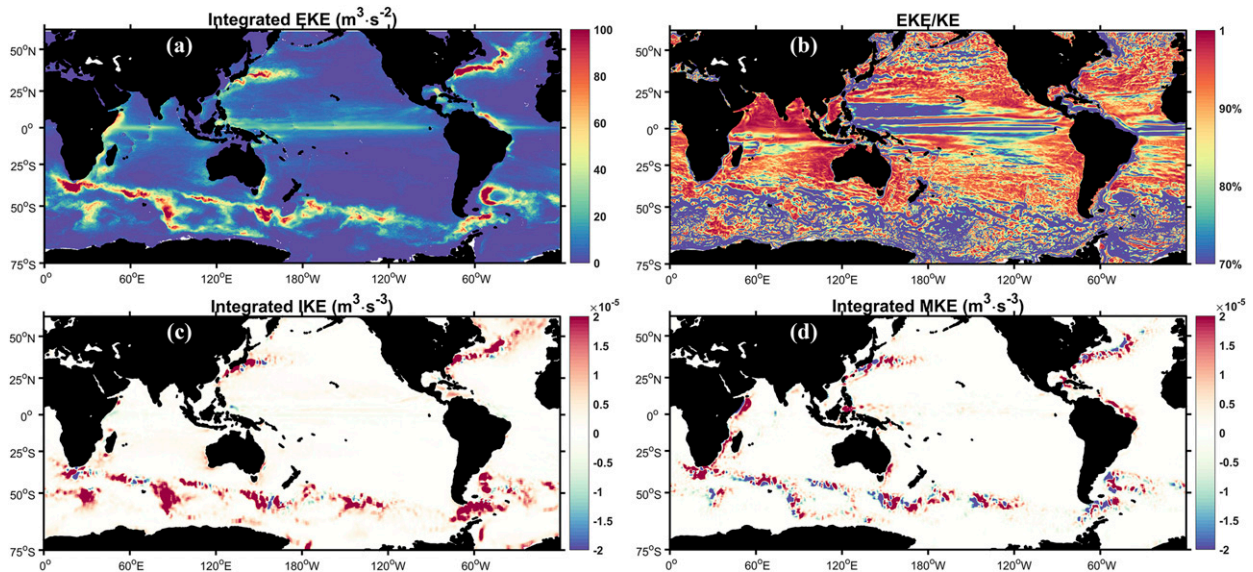 Integrated EKE (m³·s⁻²)
(a)
50°N
25°N
0°
25°S
50°S
75°S
0° 60°E 120°E 180°W 120°W 60°W
100
80
60
40
20
0
EKE/KE
(b)
50°N
25°N
0°
25°S
50°S
75°S
0° 60°E 120°E 180°W 120°W 60°W
1
90%
80%
70%
Integrated IKE (m³·s⁻³)
(c)
50°N
25°N
0°
25°S
50°S
75°S
0° 60°E 120°E 180°W 120°W 60°W
×10⁻⁵
2
1.5
1
0.5
0
-0.5
-1
-1.5
-2
Integrated MKE (m³·s⁻³)
(d)
50°N
25°N
0°
25°S
50°S
75°S
0° 60°E 120°E 180°W 120°W 60°W
×10⁻⁵
2
1.5
1
0.5
0
-0.5
-1
-1.5
-2